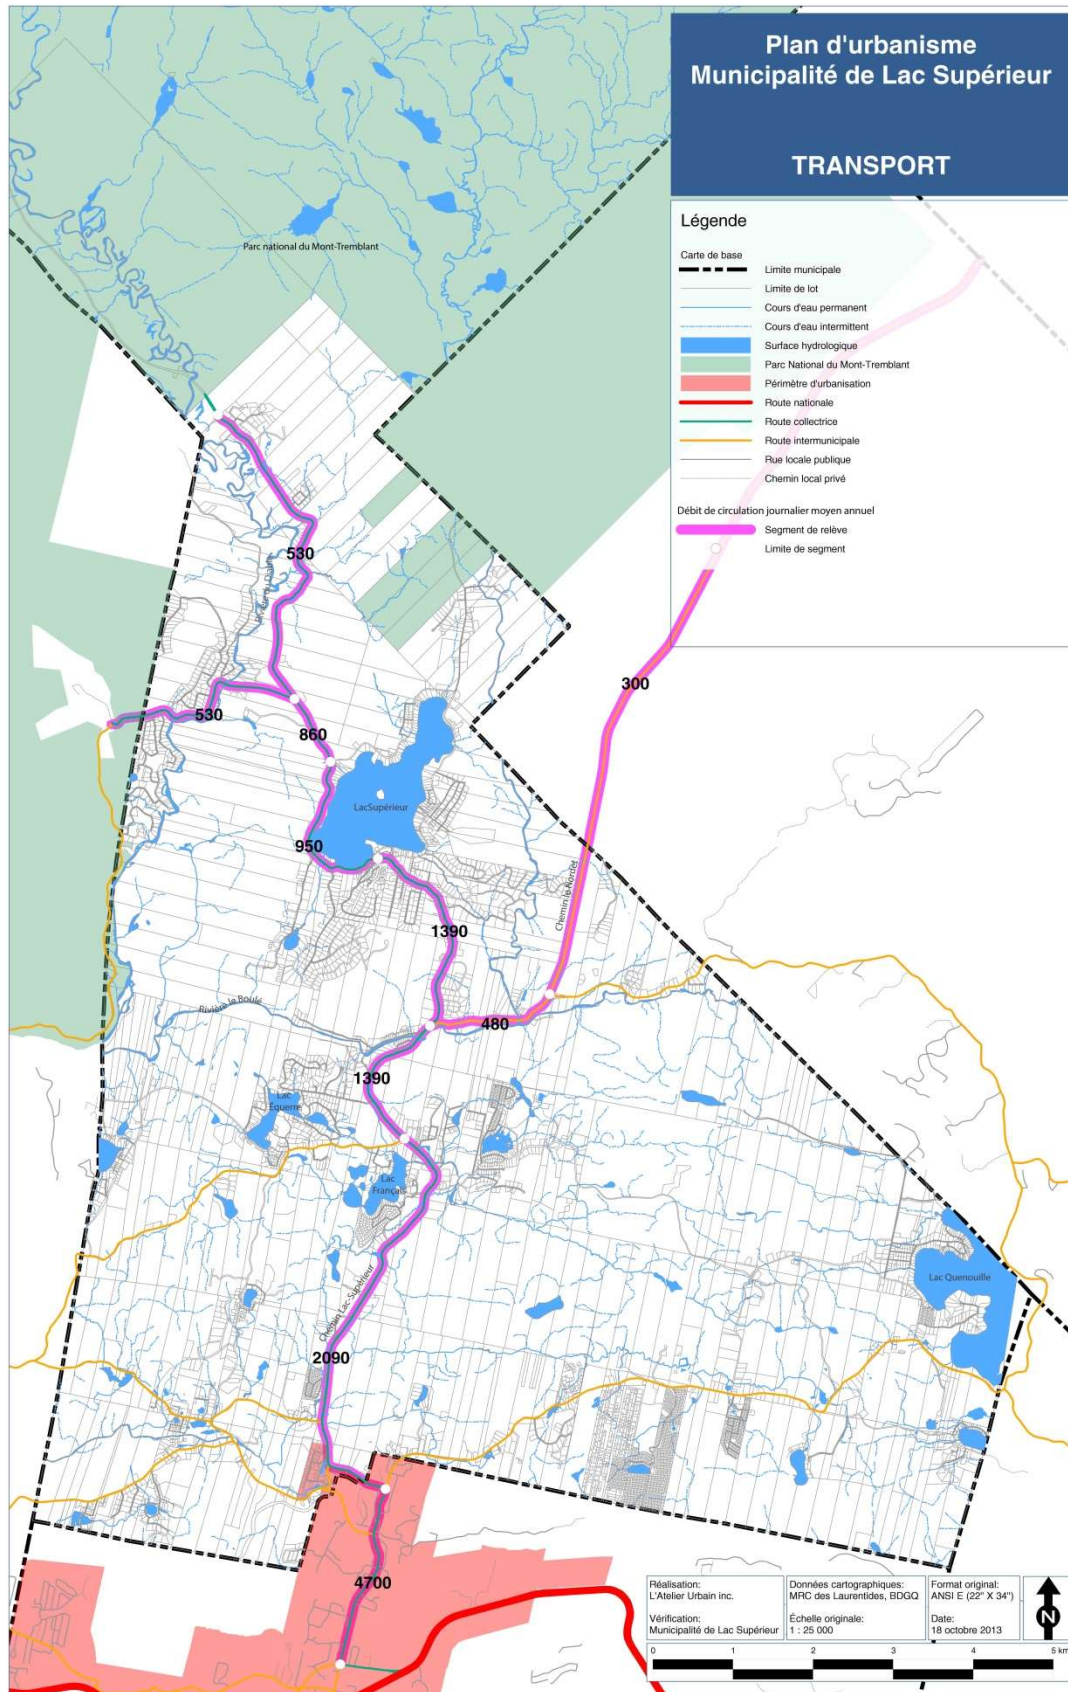 Plan d'urbanisme
Municipalité de Lac Supérieur
TRANSPORT
Légende
Carte de base
Limite municipale
Limite de lot
Cours d'eau permanent
Cours d'eau intermittent
Surface hydrologique
Parc National du Mont-Tremblant
Périmètre d'urbanisation
Route nationale
Route collectrice
Route intermunicipale
Rue locale publique
Chemin local privé
Débit de circulation journalier moyen annuel
Segment de relève
Limite de segment
Parc national du Mont-Tremblant
530
Rivière du Diable
300
530
860
LacSupérieur
950
Chemin le Nordet
1390
Rivière le Boulé
480
1390
Lac
Équerre
Lac
Français
Lac Quenouille
Chemin Lac-Supérieur
2090
4700
Réalisation:
L'Atelier Urbain inc.
Vérification:
Municipalité de Lac Supérieur
Données cartographiques:
MRC des Laurentides, BDGQ
Échelle originale:
1 : 25 000
Format original:
ANSI E (22" X 34")
Date:
18 octobre 2013
N
0 1 2 3 4 5 km